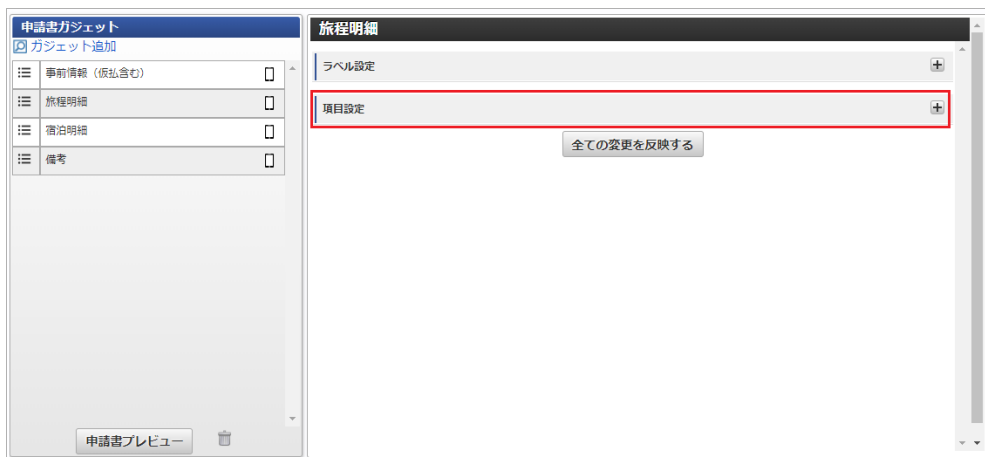 申請書ガジェット
ガジェット追加
事前情報（仮払含む）
旅程明細
宿泊明細
備考
申請書プレビュー
旅程明細
ラベル設定
項目設定
全ての変更を反映する